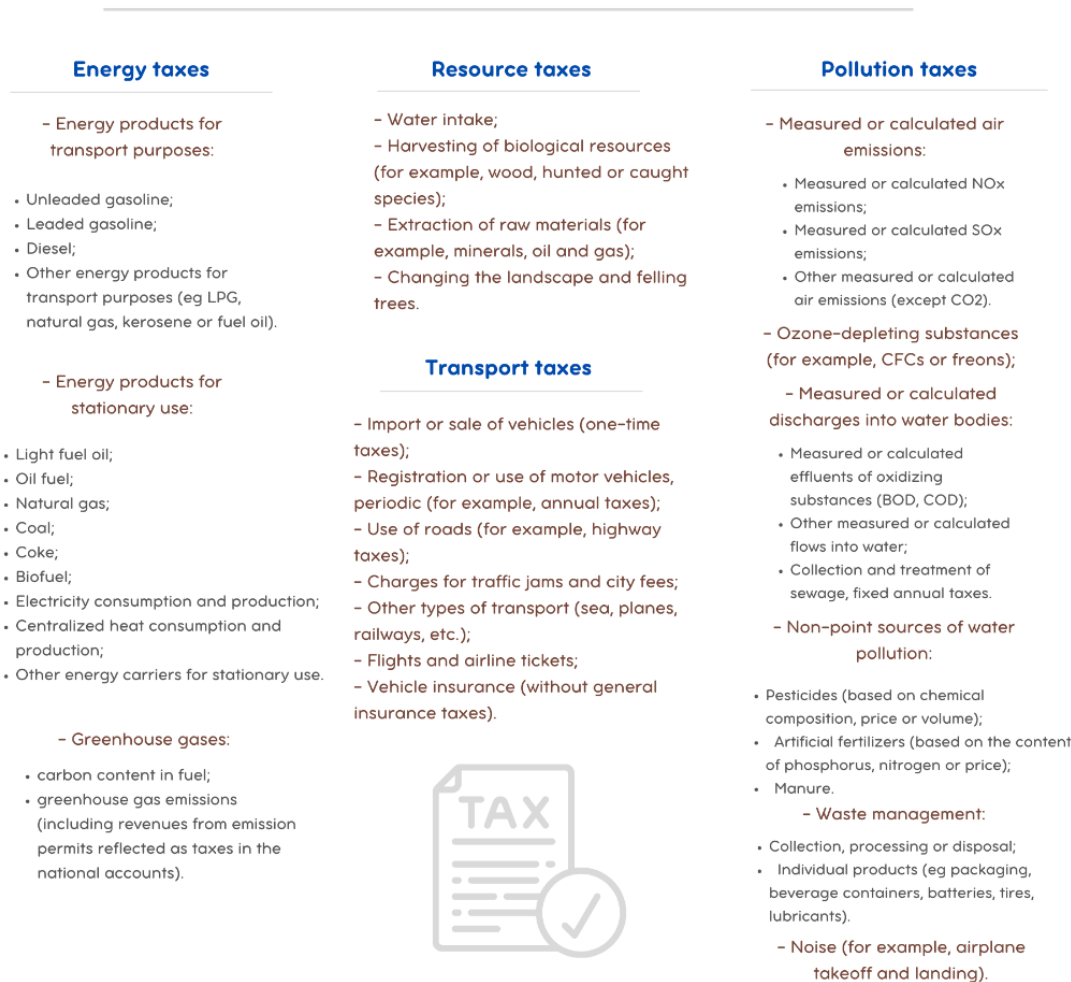 Energy taxes
- Energy products for
transport purposes:
• Unleaded gasoline;
• Leaded gasoline;
• Diesel;
• Other energy products for
transport purposes (eg LPG,
natural gas, kerosene or fuel oil).
- Energy products for
stationary use:
• Light fuel oil;
• Oil fuel;
• Natural gas;
• Coal;
• Coke;
• Biofuel;
• Electricity consumption and production;
• Centralized heat consumption and
production;
• Other energy carriers for stationary use.
- Greenhouse gases:
• carbon content in fuel;
• greenhouse gas emissions
(including revenues from emission
permits reflected as taxes in the
national accounts).
Resource taxes
- Water intake;
- Harvesting of biological resources
(for example, wood, hunted or caught
species);
- Extraction of raw materials (for
example, minerals, oil and gas);
- Changing the landscape and felling
trees.
Transport taxes
- Import or sale of vehicles (one-time
taxes);
- Registration or use of motor vehicles,
periodic (for example, annual taxes);
- Use of roads (for example, highway
taxes);
- Charges for traffic jams and city fees;
- Other types of transport (sea, planes,
railways, etc.);
- Flights and airline tickets;
- Vehicle insurance (without general
insurance taxes).
TAX
Pollution taxes
- Measured or calculated air
emissions:
• Measured or calculated NOx
emissions;
• Measured or calculated SOx
emissions;
• Other measured or calculated
air emissions (except CO2).
- Ozone-depleting substances
(for example, CFCs or freons);
- Measured or calculated
discharges into water bodies:
• Measured or calculated
effluents of oxidizing
substances (BOD, COD);
• Other measured or calculated
flows into water;
• Collection and treatment of
sewage, fixed annual taxes.
- Non-point sources of water
pollution:
• Pesticides (based on chemical
composition, price or volume);
• Artificial fertilizers (based on the content
of phosphorus, nitrogen or price);
• Manure.
- Waste management:
• Collection, processing or disposal;
• Individual products (eg packaging,
beverage containers, batteries, tires,
lubricants).
- Noise (for example, airplane
takeoff and landing).